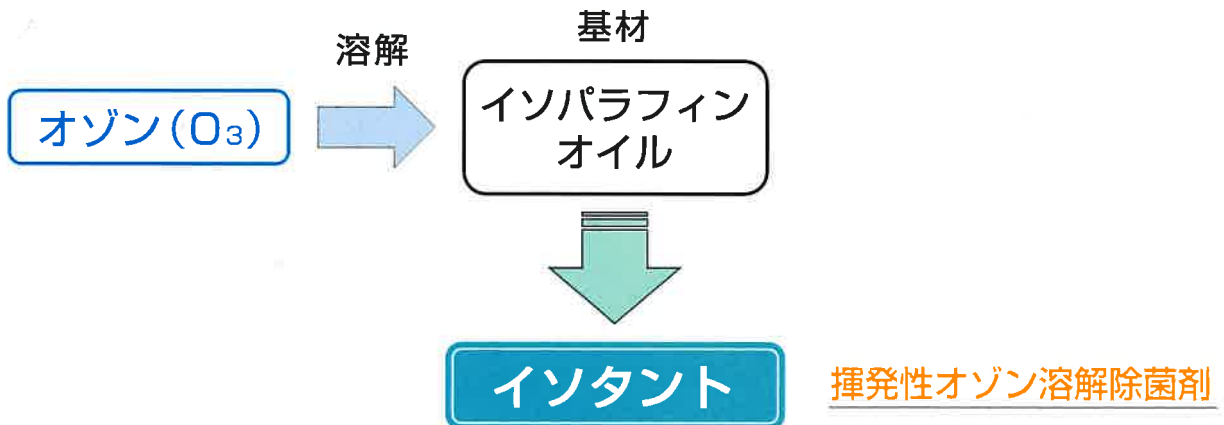 基材
溶解
オゾン(O₃)
イソパラフィン
オイル
イソタント
揮発性オゾン溶解除菌剤